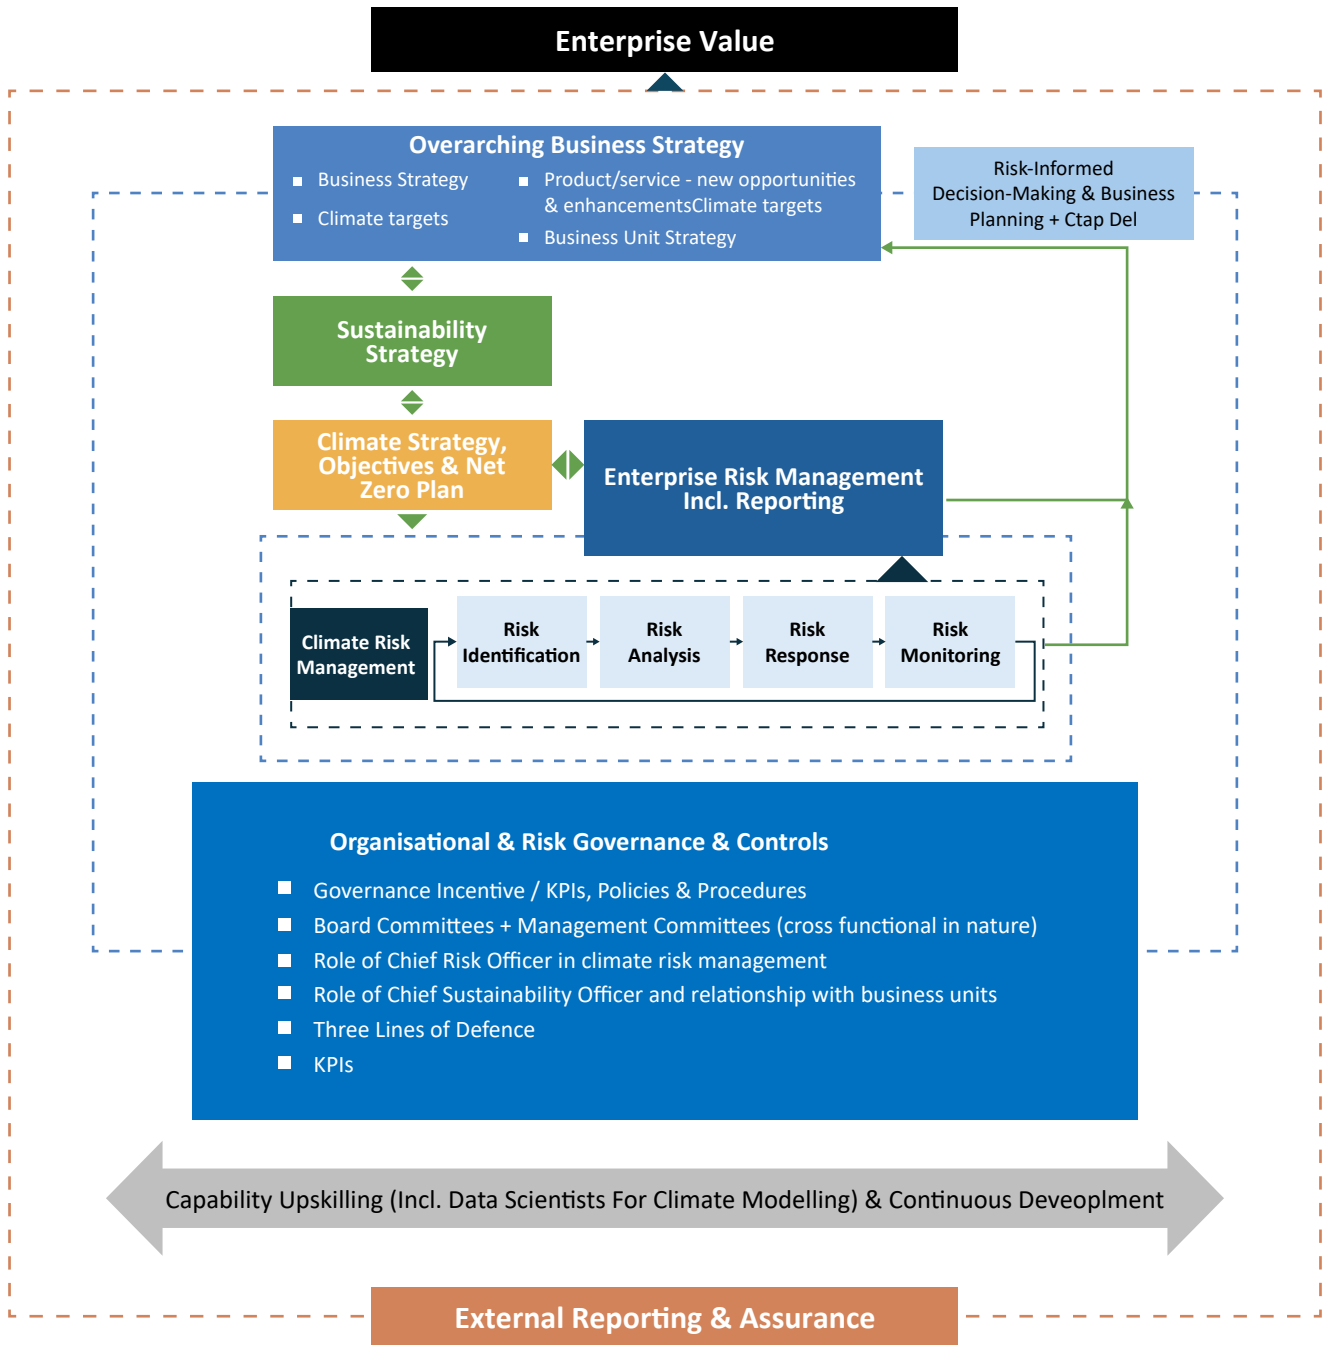 Enterprise Value
Overarching Business Strategy
Business Strategy
Climate targets
Product/service - new opportunities
& enhancementsClimate targets
Business Unit Strategy
Risk-Informed
Decision-Making & Business
Planning + Ctap Del
Sustainability
Strategy
Climate Strategy,
Objectives & Net
Zero Plan
Enterprise Risk Management
Incl. Reporting
Climate Risk
Management
Risk
Identification
Risk
Analysis
Risk
Response
Risk
Monitoring
Organisational & Risk Governance & Controls
Governance Incentive / KPIs, Policies & Procedures
Board Committees + Management Committees (cross functional in nature)
Role of Chief Risk Officer in climate risk management
Role of Chief Sustainability Officer and relationship with business units
Three Lines of Defence
KPIs
Capability Upskilling (Incl. Data Scientists For Climate Modelling) & Continuous Deveoplment
External Reporting & Assurance